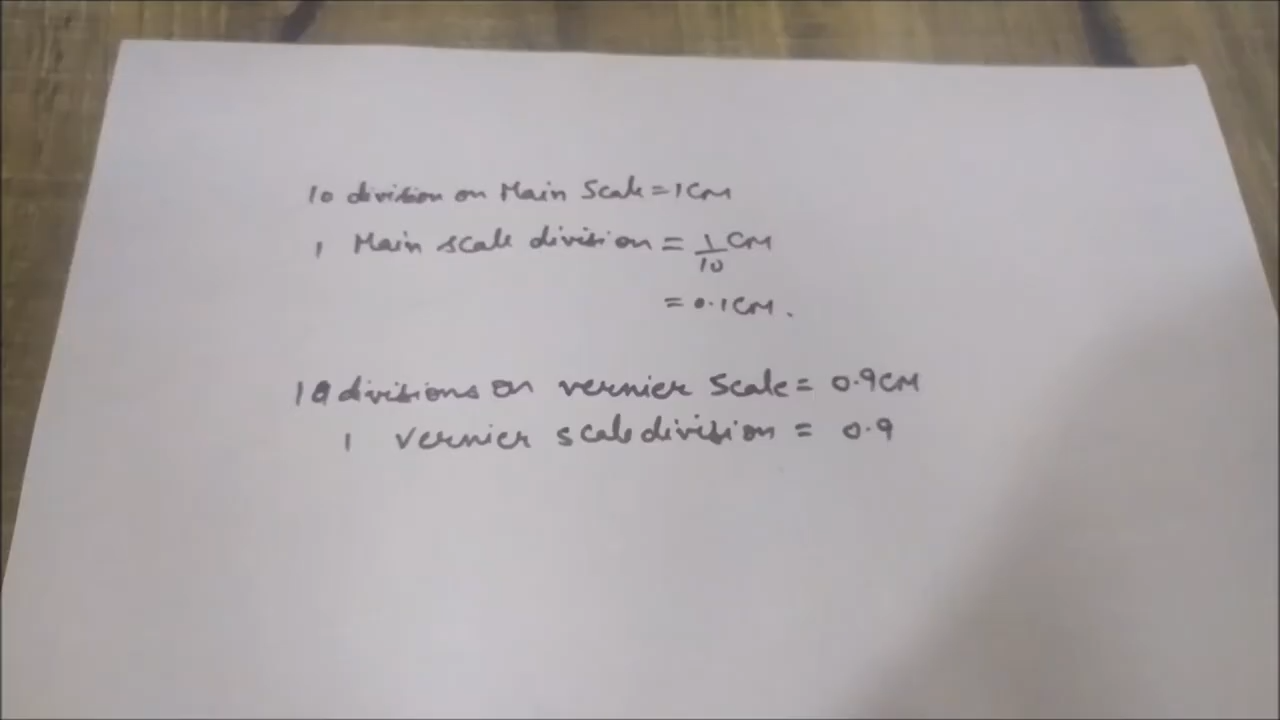 10 division on Main Scale = 1CM
1 Main scale division = 1/10 CM
= 0.1CM.
10 divisions on vernier Scale = 0.9CM
1 vernier scale division = 0.9